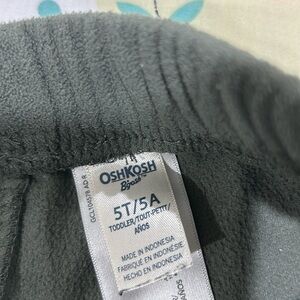 OSHKOSH
B'gosh
5T/5A
TODDLER/TOUT-PETIT/
AÑOS
MADE IN INDONESIA
FABRIQUÉ EN INDONÉSIE
HECHO EN INDONESIA